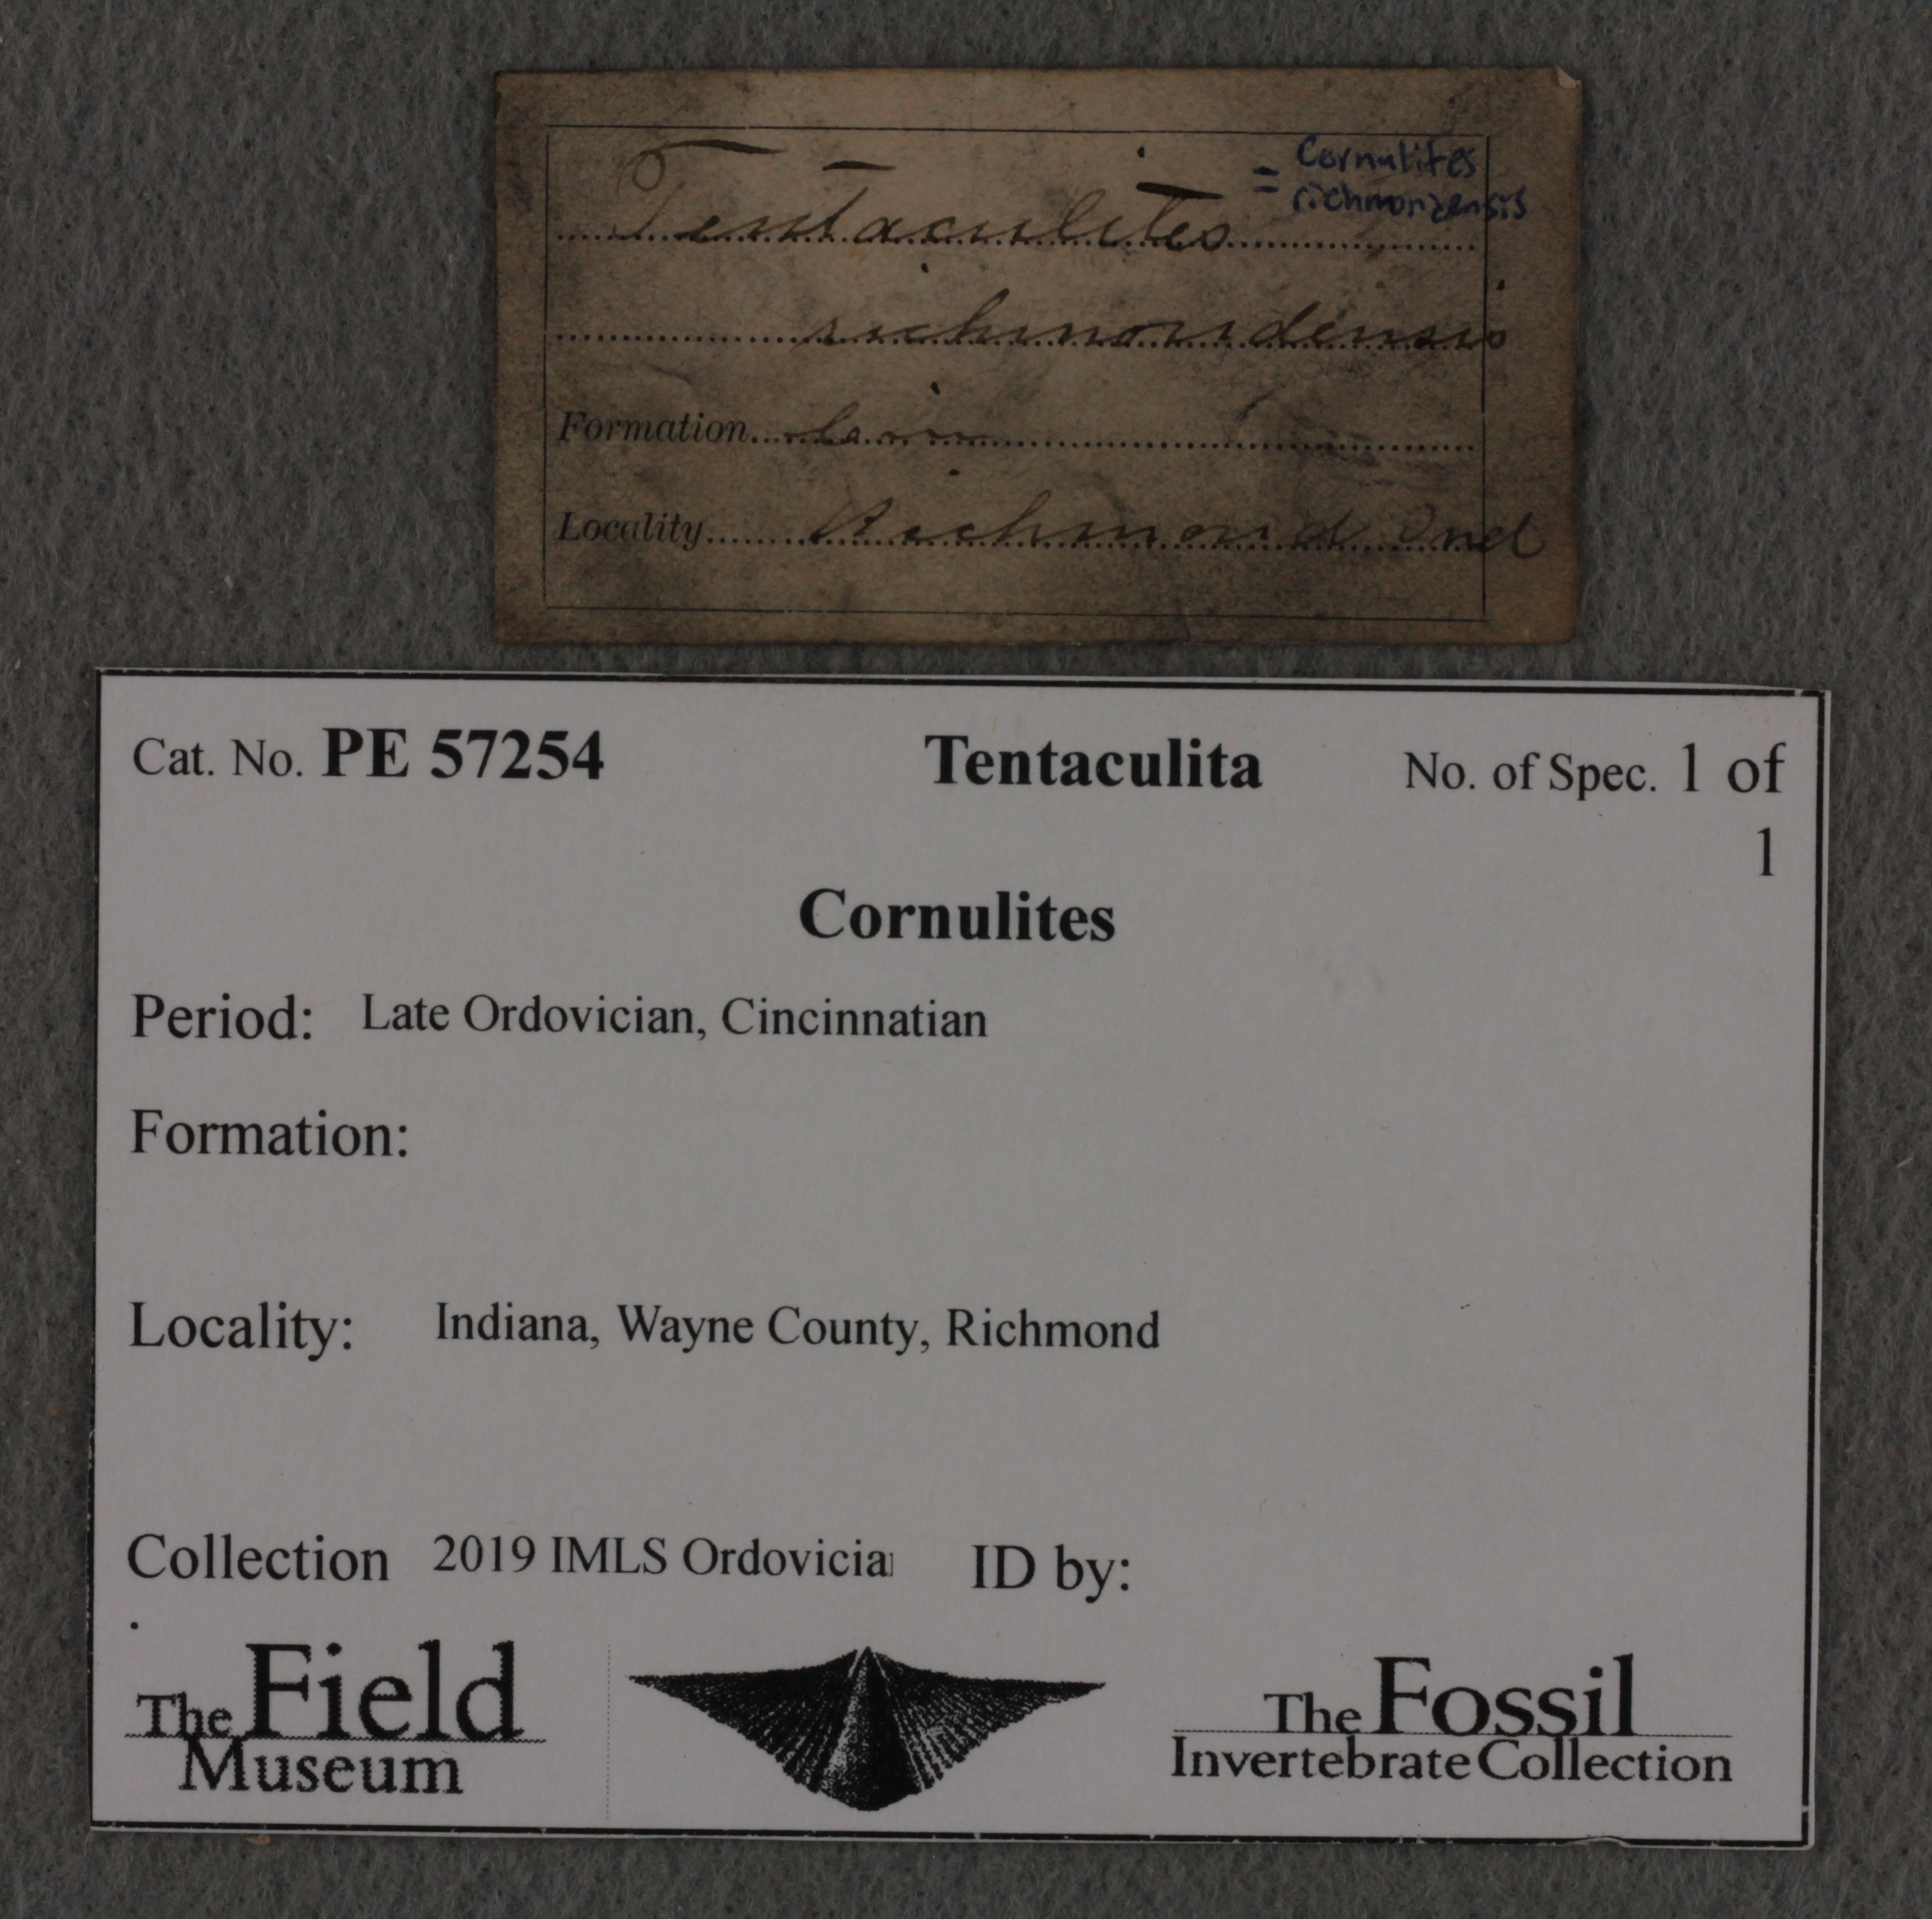 Tentaculites
= Cornulites
richmondensis
richmondensis
Formation
Locality Richmond Ind
Cat. No. PE 57254 Tentaculita No. of Spec. 1 of
1
Cornulites
Period: Late Ordovician, Cincinnatian
Formation:
Locality: Indiana, Wayne County, Richmond
Collection 2019 IMLS Ordovicia ID by:
.
The Field
Museum
The Fossil
Invertebrate Collection